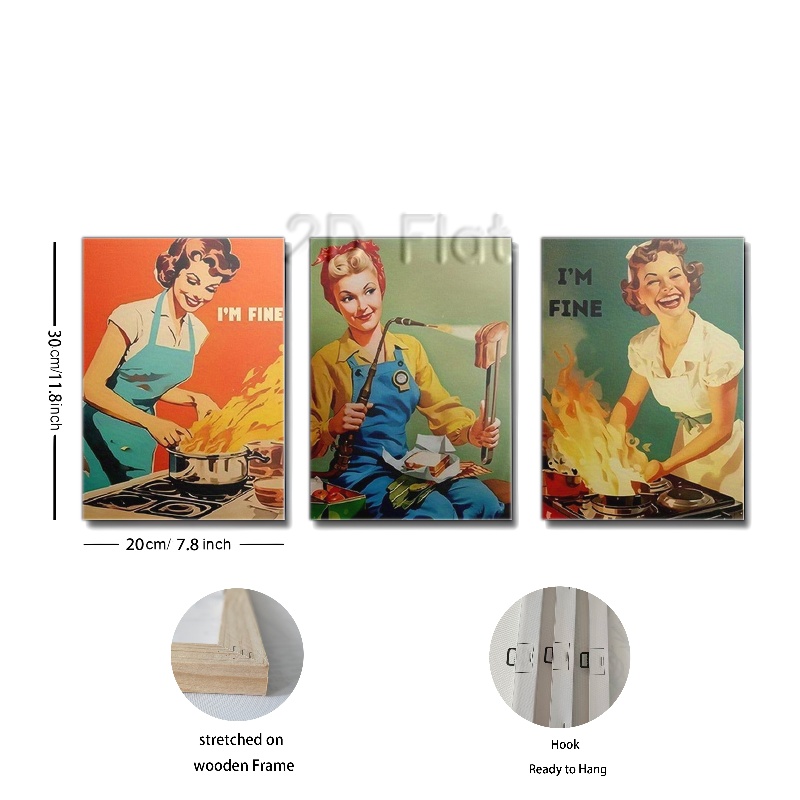 2D Flat
I'M FINE
I'M
FINE
30cm/11.8inch
20cm/ 7.8 inch
stretched on
wooden Frame
Hook
Ready to Hang